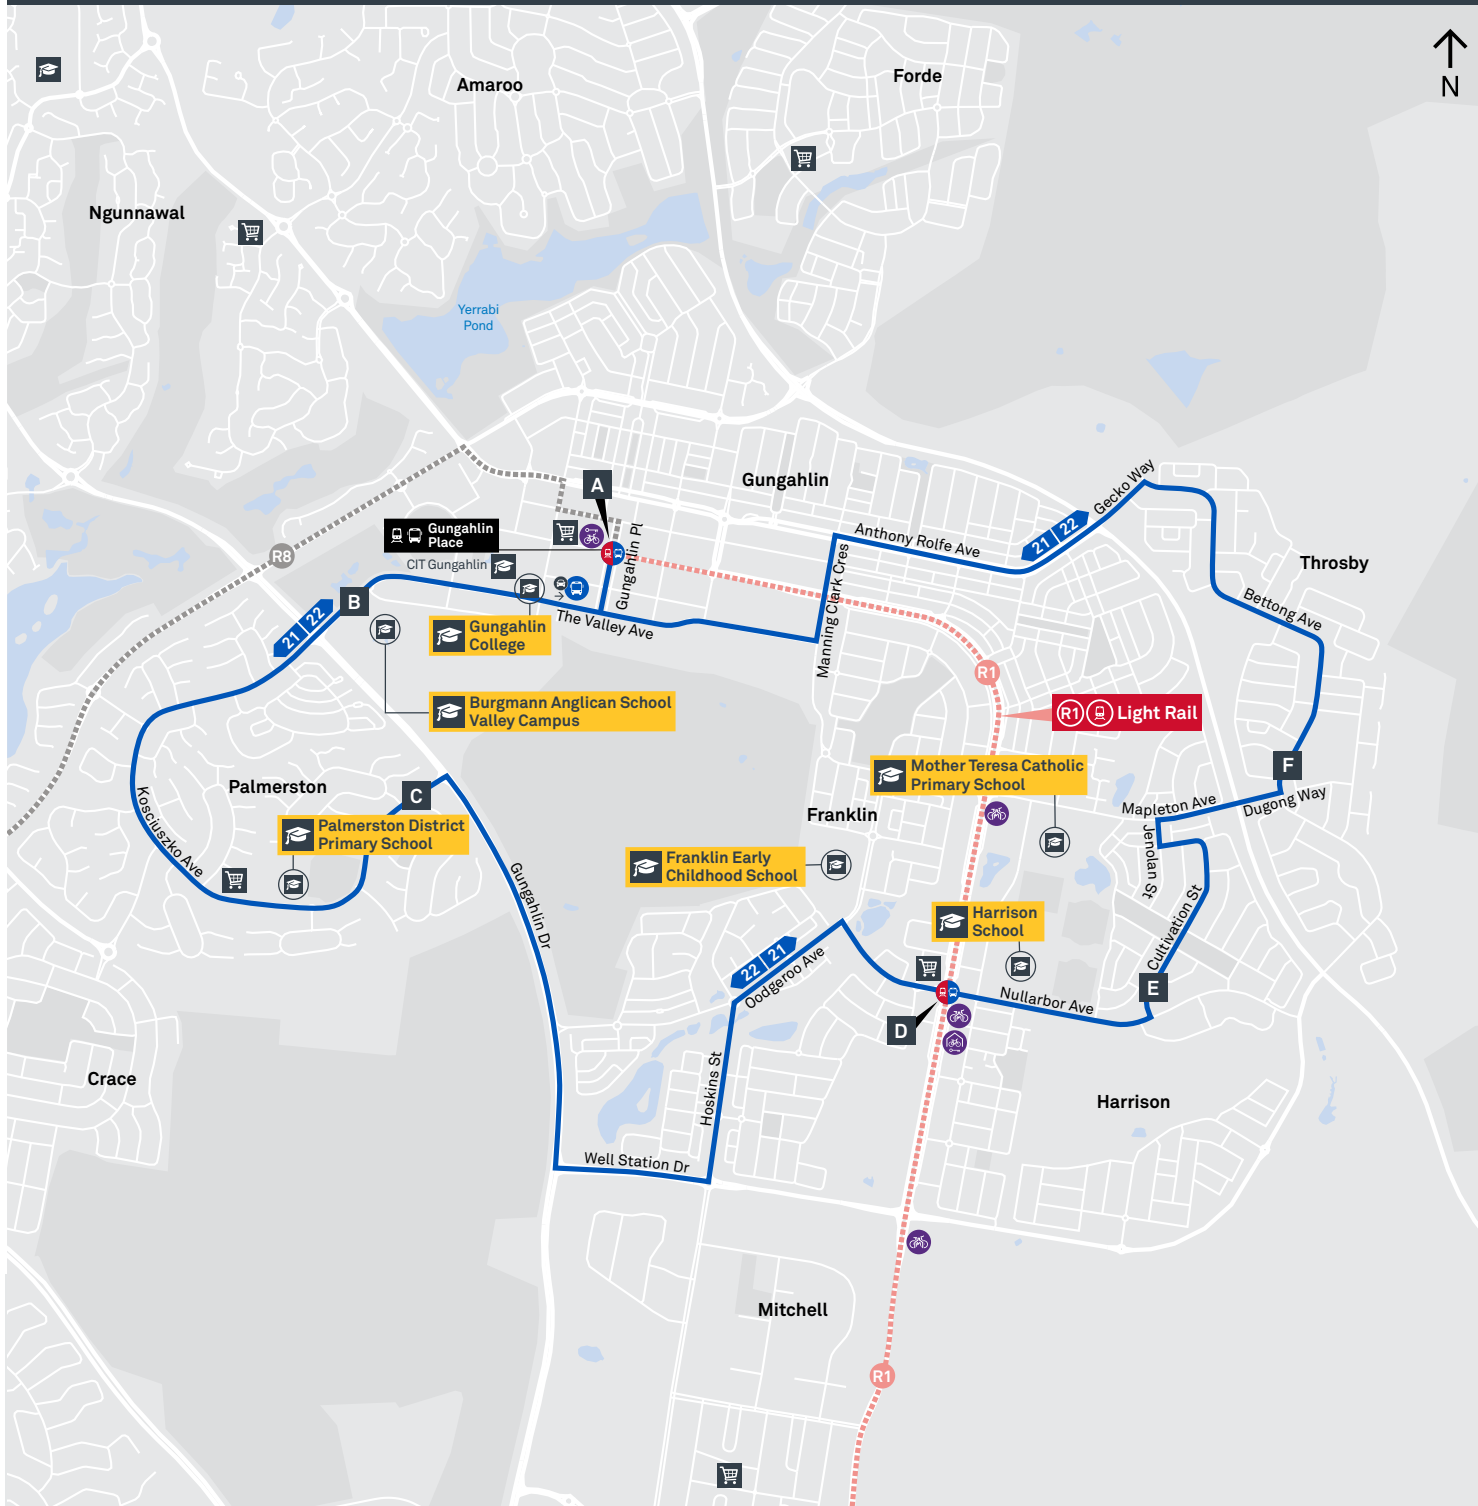 Amaroo
Forde
N
Ngunnawal
Yerrabi
Pond
A
Gungahlin
Gecko Way
21 22
Anthony Rolfe Ave
Gungahlin
Place
Gungahlin Pl
R8
CIT Gungahlin
Manning Clark Cres
Throsby
B
Bettong Ave
21 22
Gungahlin
College
The Valley Ave
R1
Burgmann Anglican School
Valley Campus
R1 Light Rail
F
Mother Teresa Catholic
Primary School
Palmerston
C
Kosciuszko Ave
Palmerston District
Primary School
Franklin
Mapleton Ave
Dugong Way
Jenolan St
Franklin Early
Childhood School
Gungahlin Dr
Harrison
School
Cultivation St
22 21
Oodgeroo Ave
E
Nullarbor Ave
D
Hoskins St
Crace
Harrison
Well Station Dr
Mitchell
R1